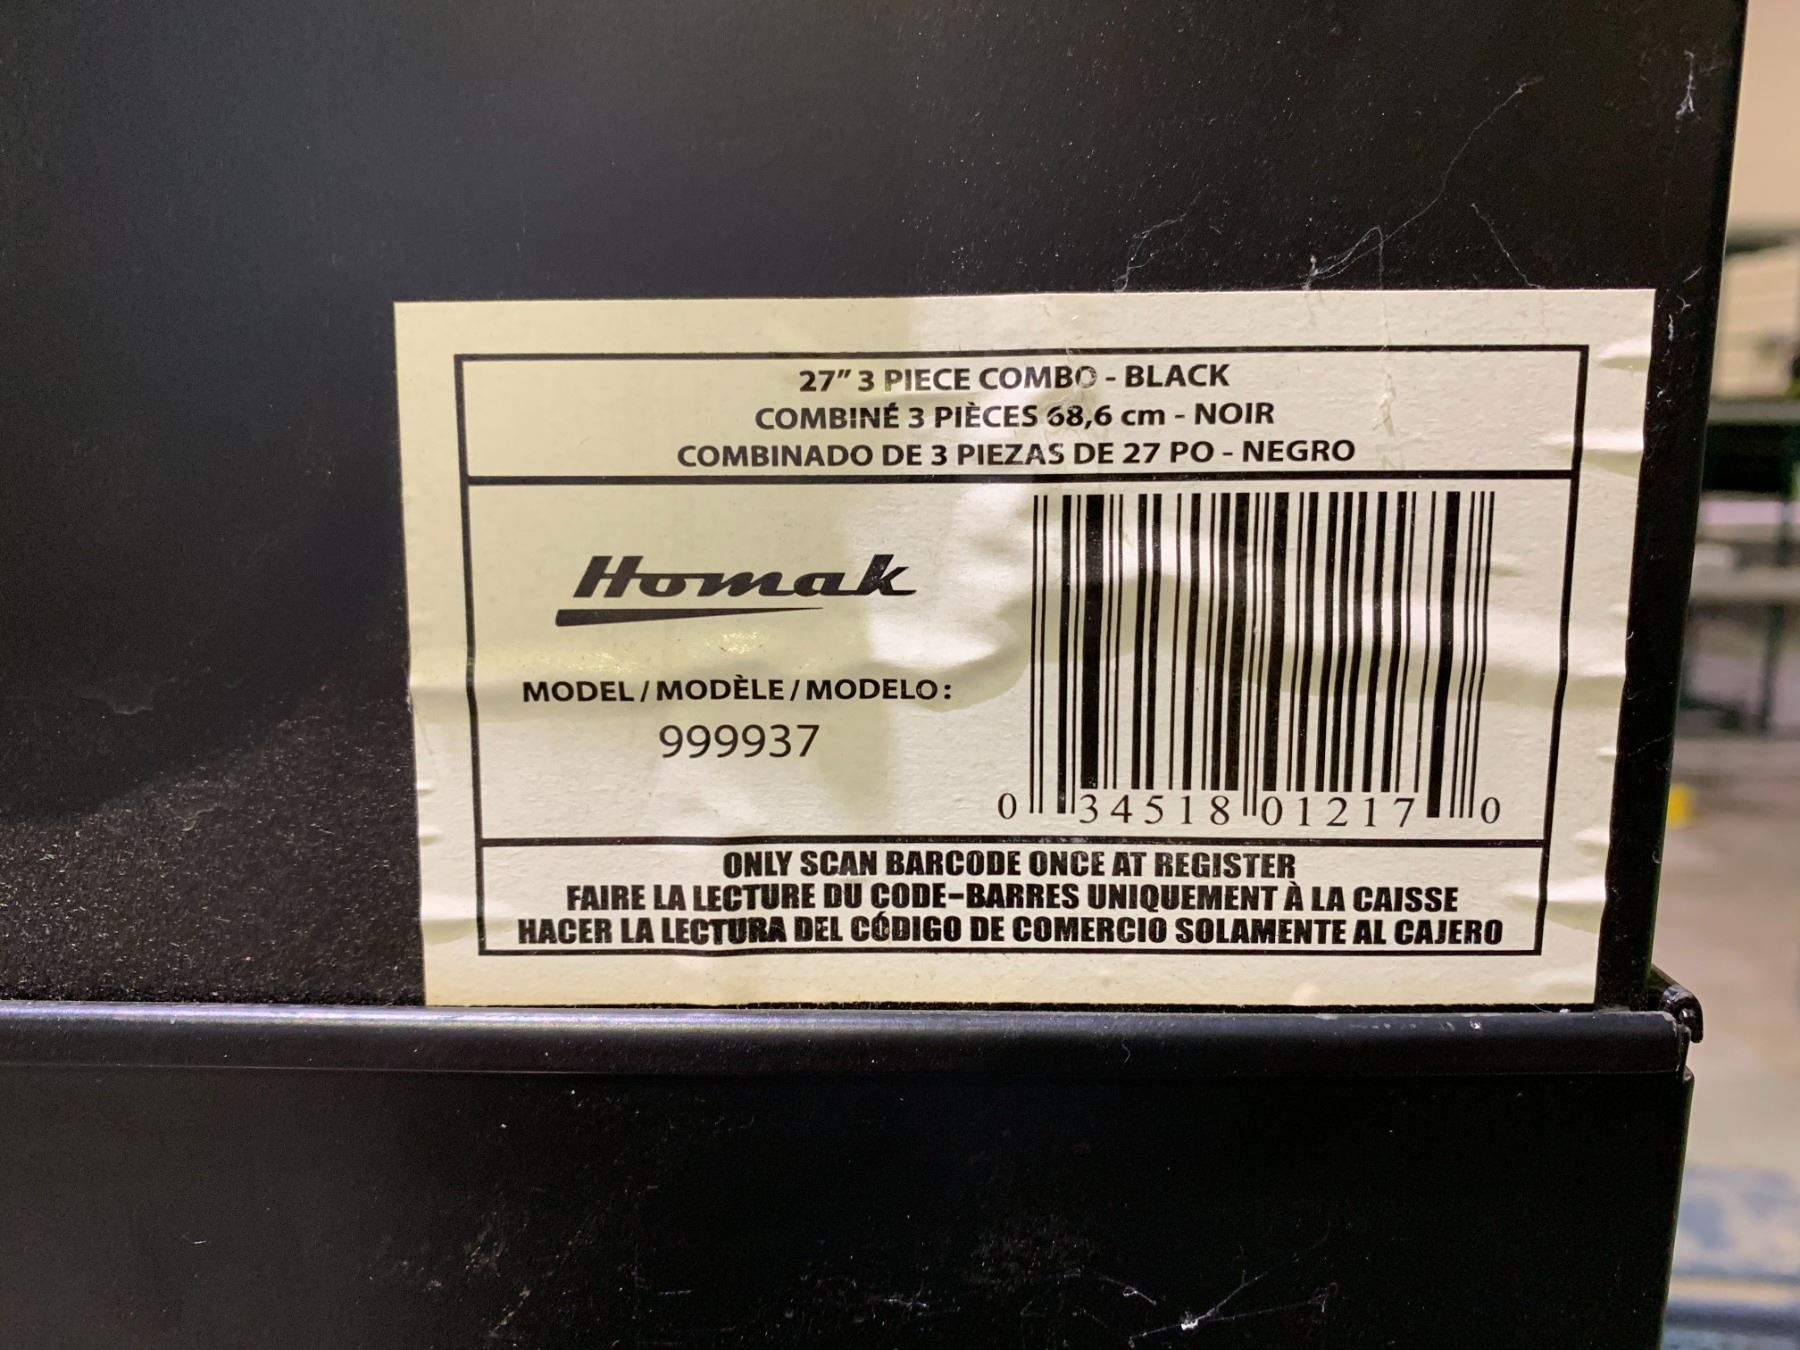 27" 3 PIECE COMBO - BLACK
COMBINÉ 3 PIÈCES 68,6 cm - NOIR
COMBINADO DE 3 PIEZAS DE 27 PO - NEGRO
Homak
MODEL / MODÈLE / MODELO:
999937
0 34518 01217 0
ONLY SCAN BARCODE ONCE AT REGISTER
FAIRE LA LECTURE DU CODE-BARRES UNIQUEMENT À LA CAISSE
HACER LA LECTURA DEL CÓDIGO DE COMERCIO SOLAMENTE AL CAJERO